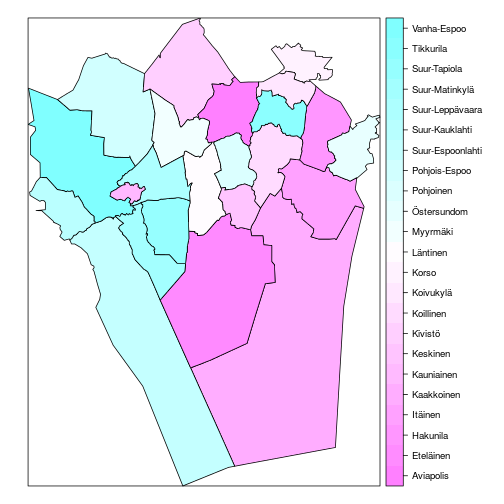 Vanha-Espoo
Tikkurila
Suur-Tapiola
Suur-Matinkylä
Suur-Leppävaara
Suur-Kauklahti
Suur-Espoonlahti
Pohjois-Espoo
Pohjoinen
Östersundom
Myyrmäki
Läntinen
Korso
Koivukylä
Koillinen
Kivistö
Keskinen
Kauniainen
Kaakkoinen
Itäinen
Hakunila
Eteläinen
Aviapolis